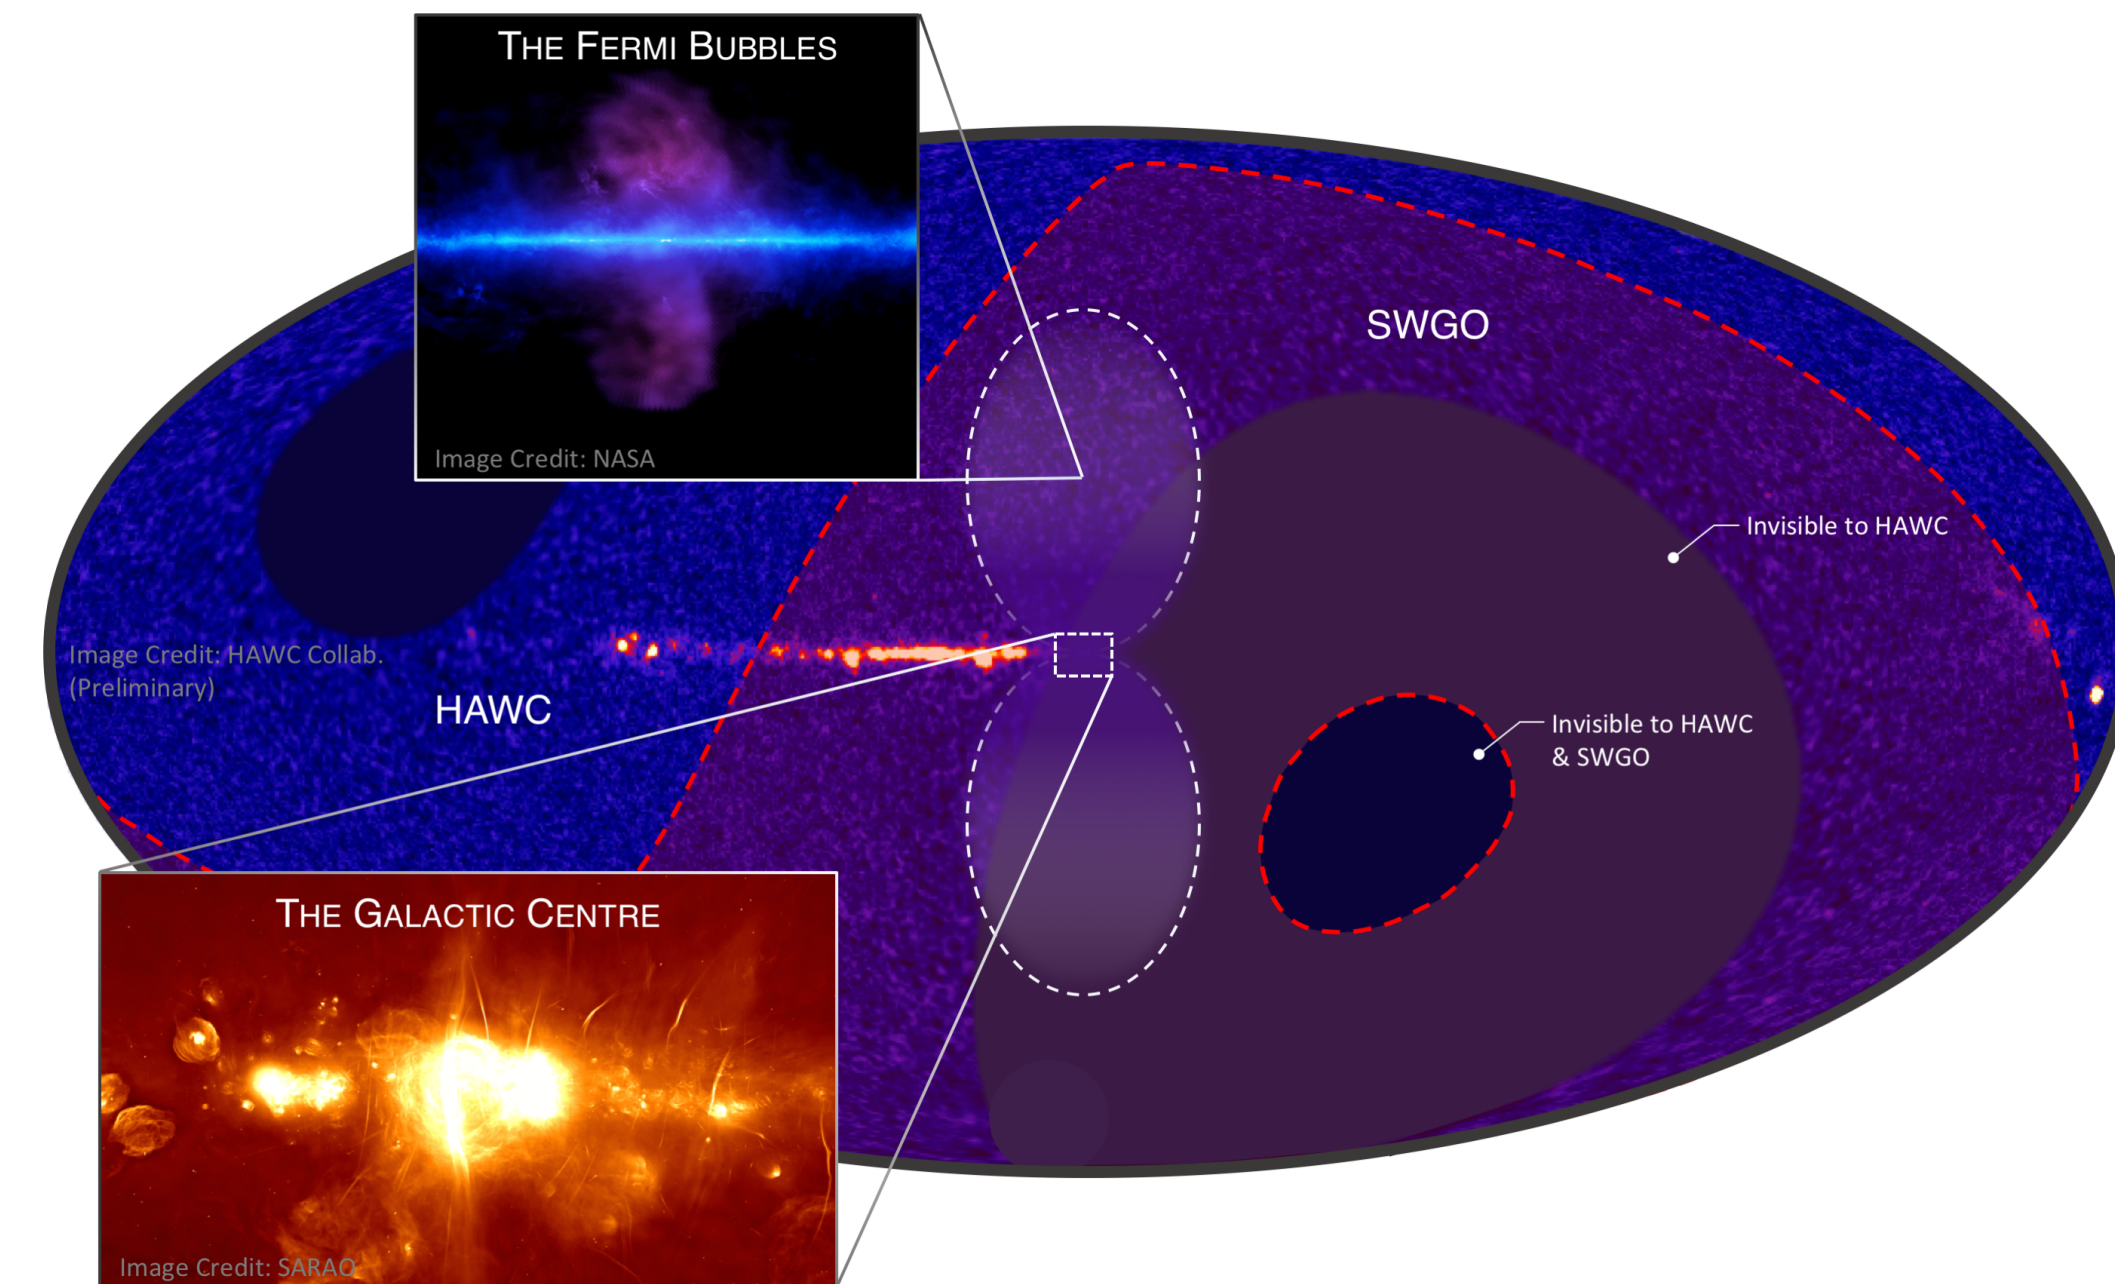 THE FERMI BUBBLES
Image Credit: NASA
SWGO
Invisible to HAWC
Image Credit: HAWC Collab.
(Preliminary)
HAWC
Invisible to HAWC
& SWGO
THE GALACTIC CENTRE
Image Credit: SARAO